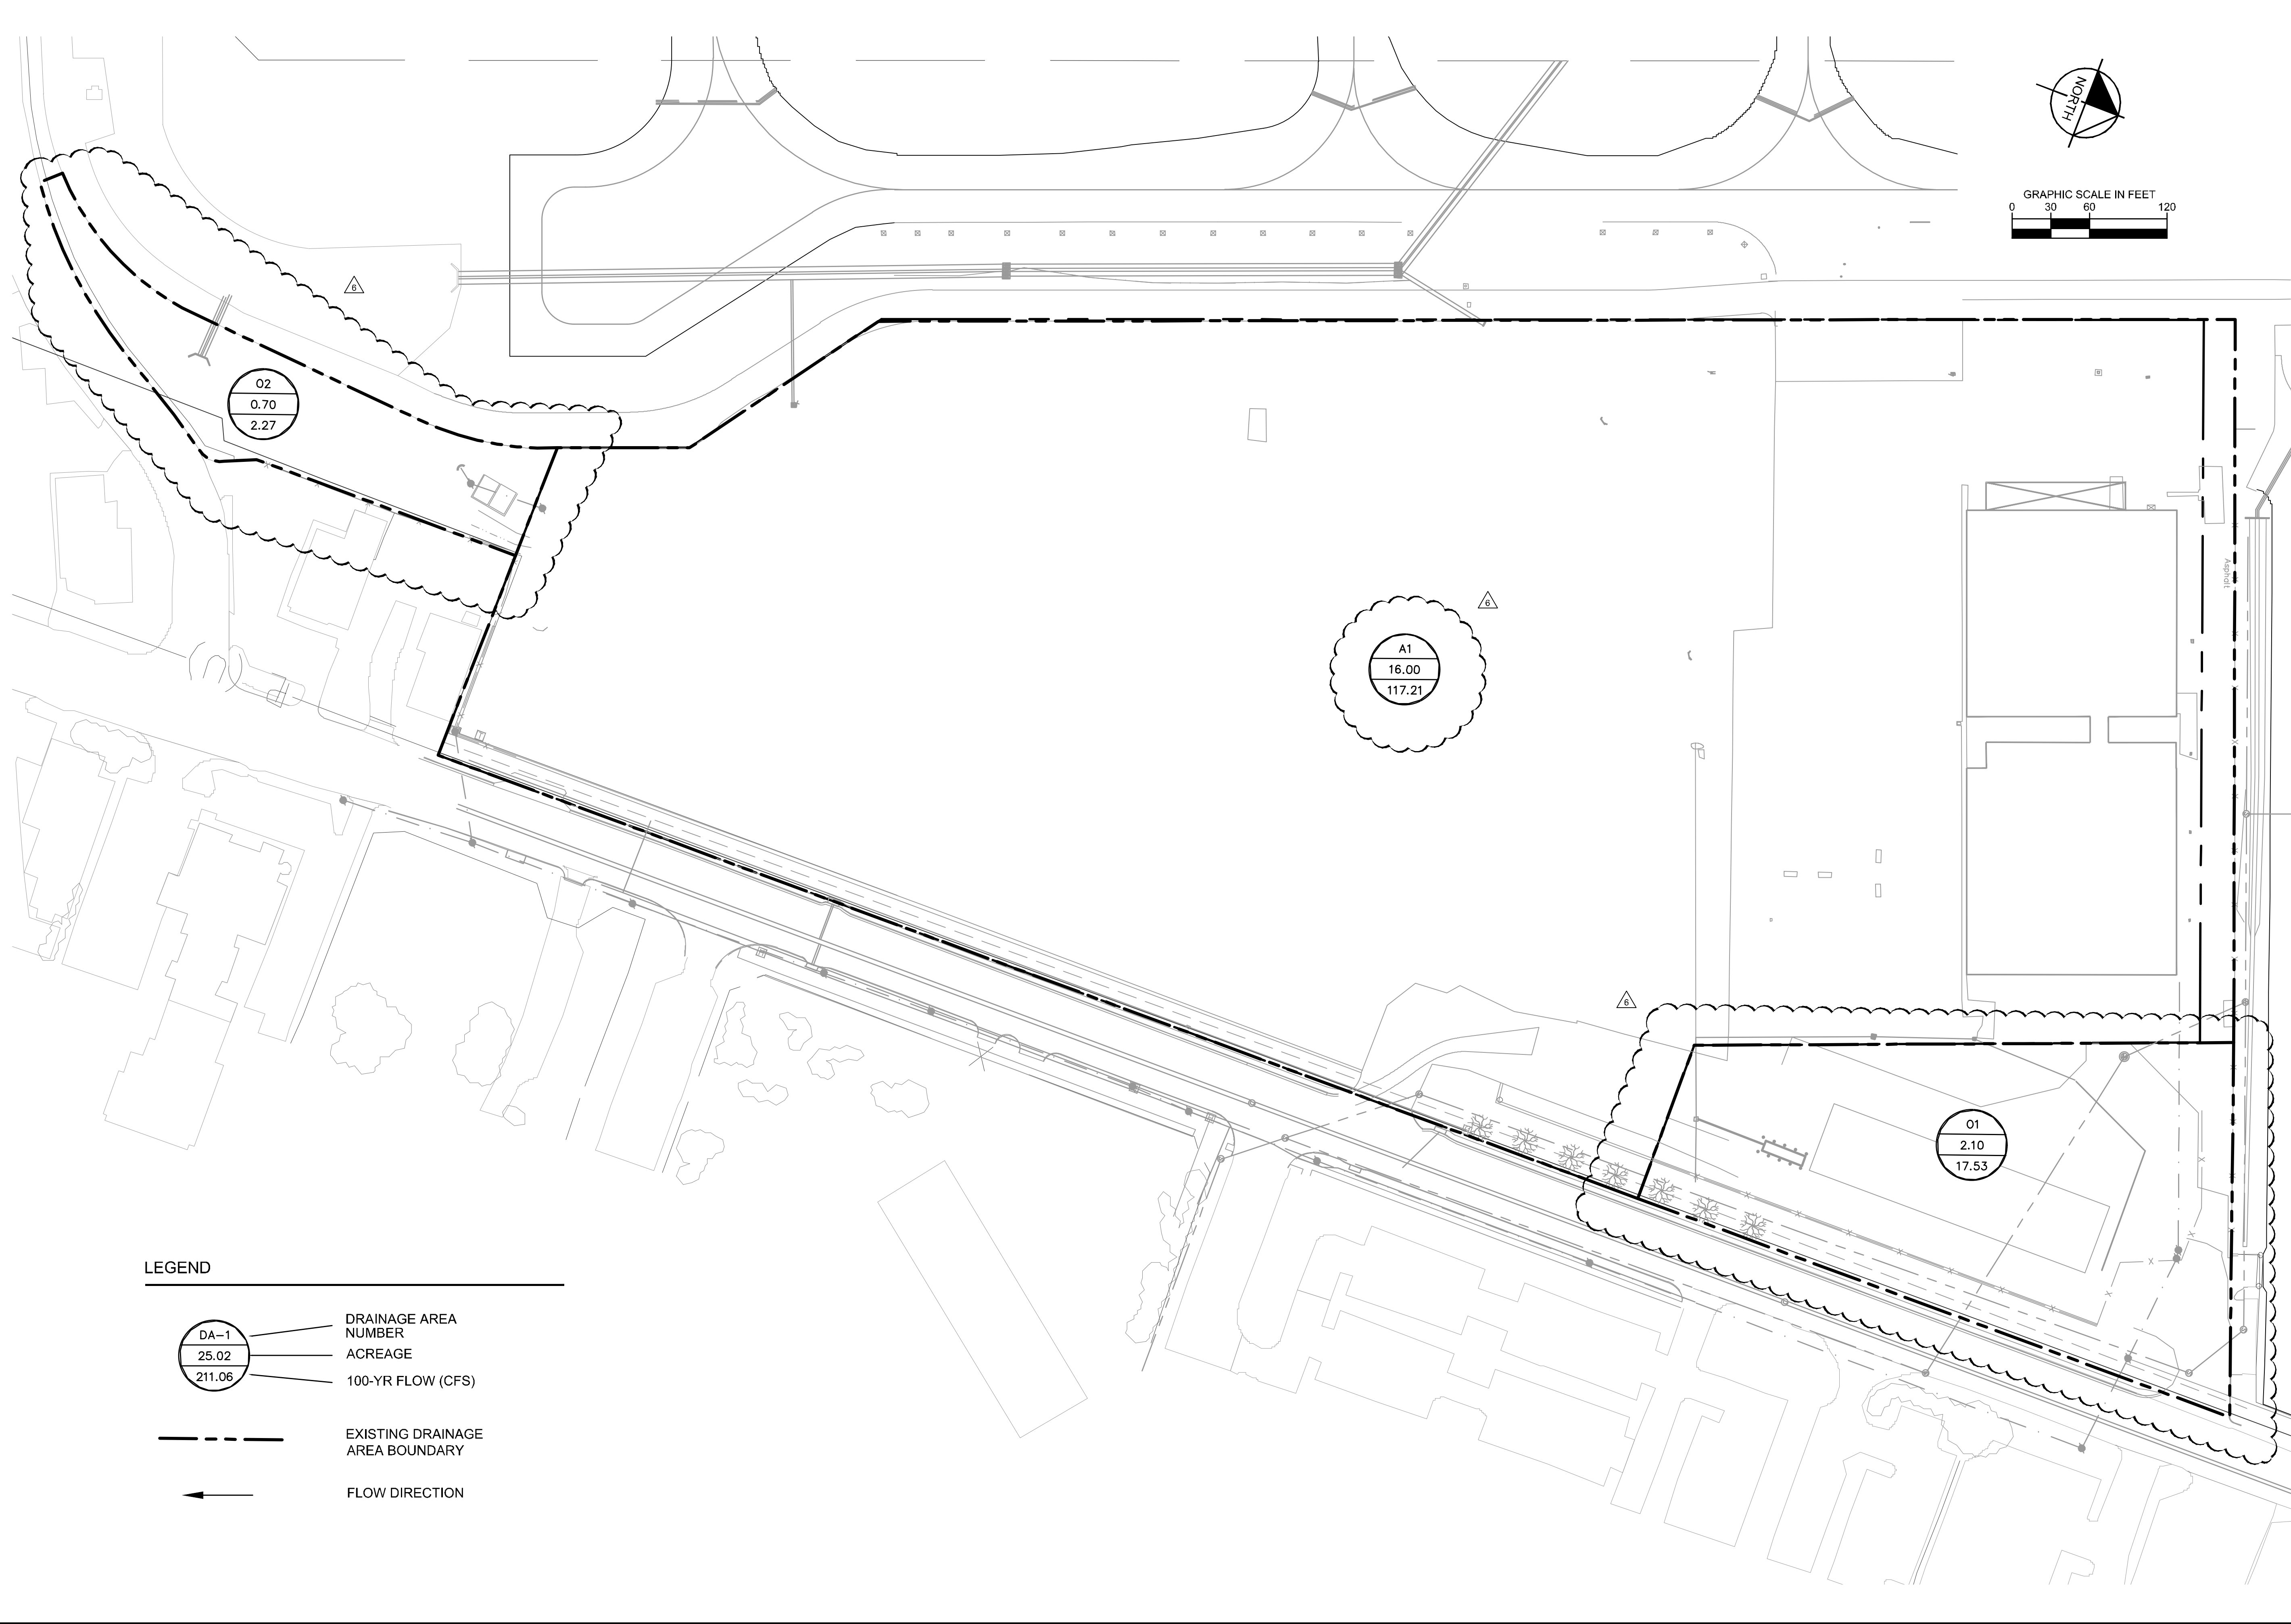 NORTH
GRAPHIC SCALE IN FEET
0 30 60 120
6
O2
0.70
2.27
Asphalt
6
A1
16.00
117.21
6
O1
2.10
17.53
LEGEND
DA-1
25.02
211.06
DRAINAGE AREA
NUMBER
ACREAGE
100-YR FLOW (CFS)
EXISTING DRAINAGE
AREA BOUNDARY
FLOW DIRECTION